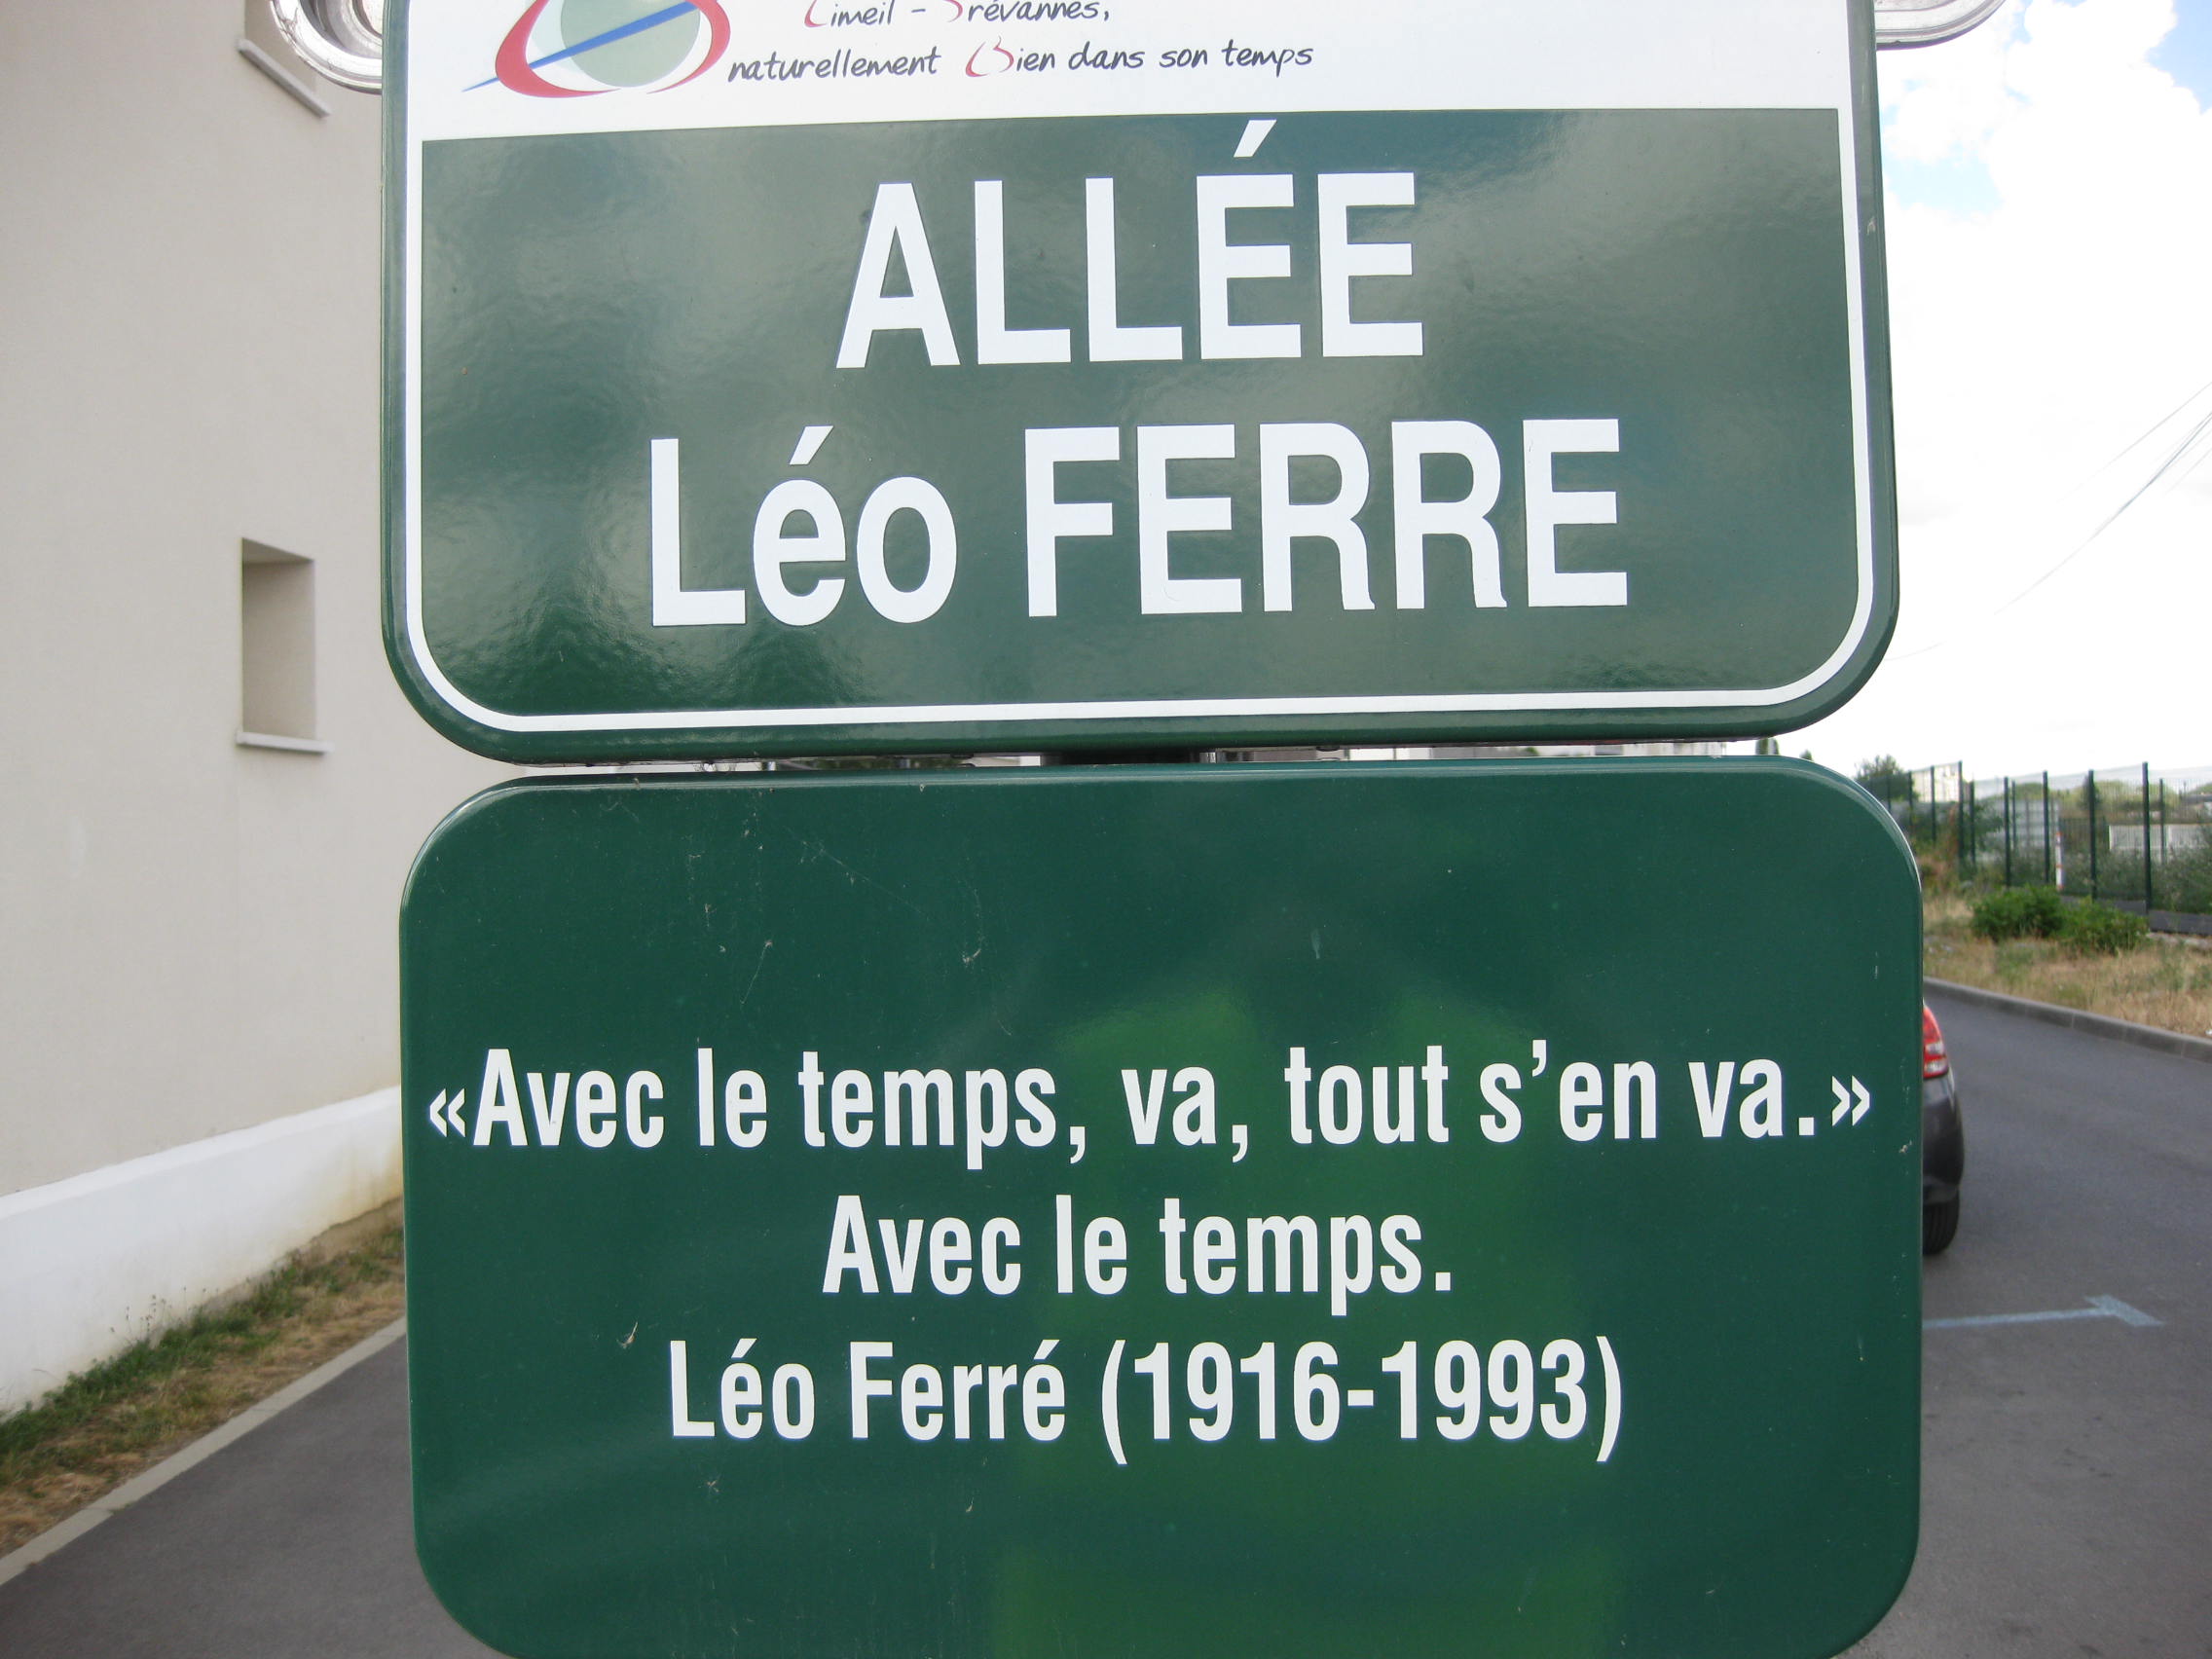 Limeil - Brévannes,
naturellement Bien dans son temps
ALLÉE
Léo FERRE
«Avec le temps, va, tout s'en va.»
Avec le temps.
Léo Ferré (1916-1993)